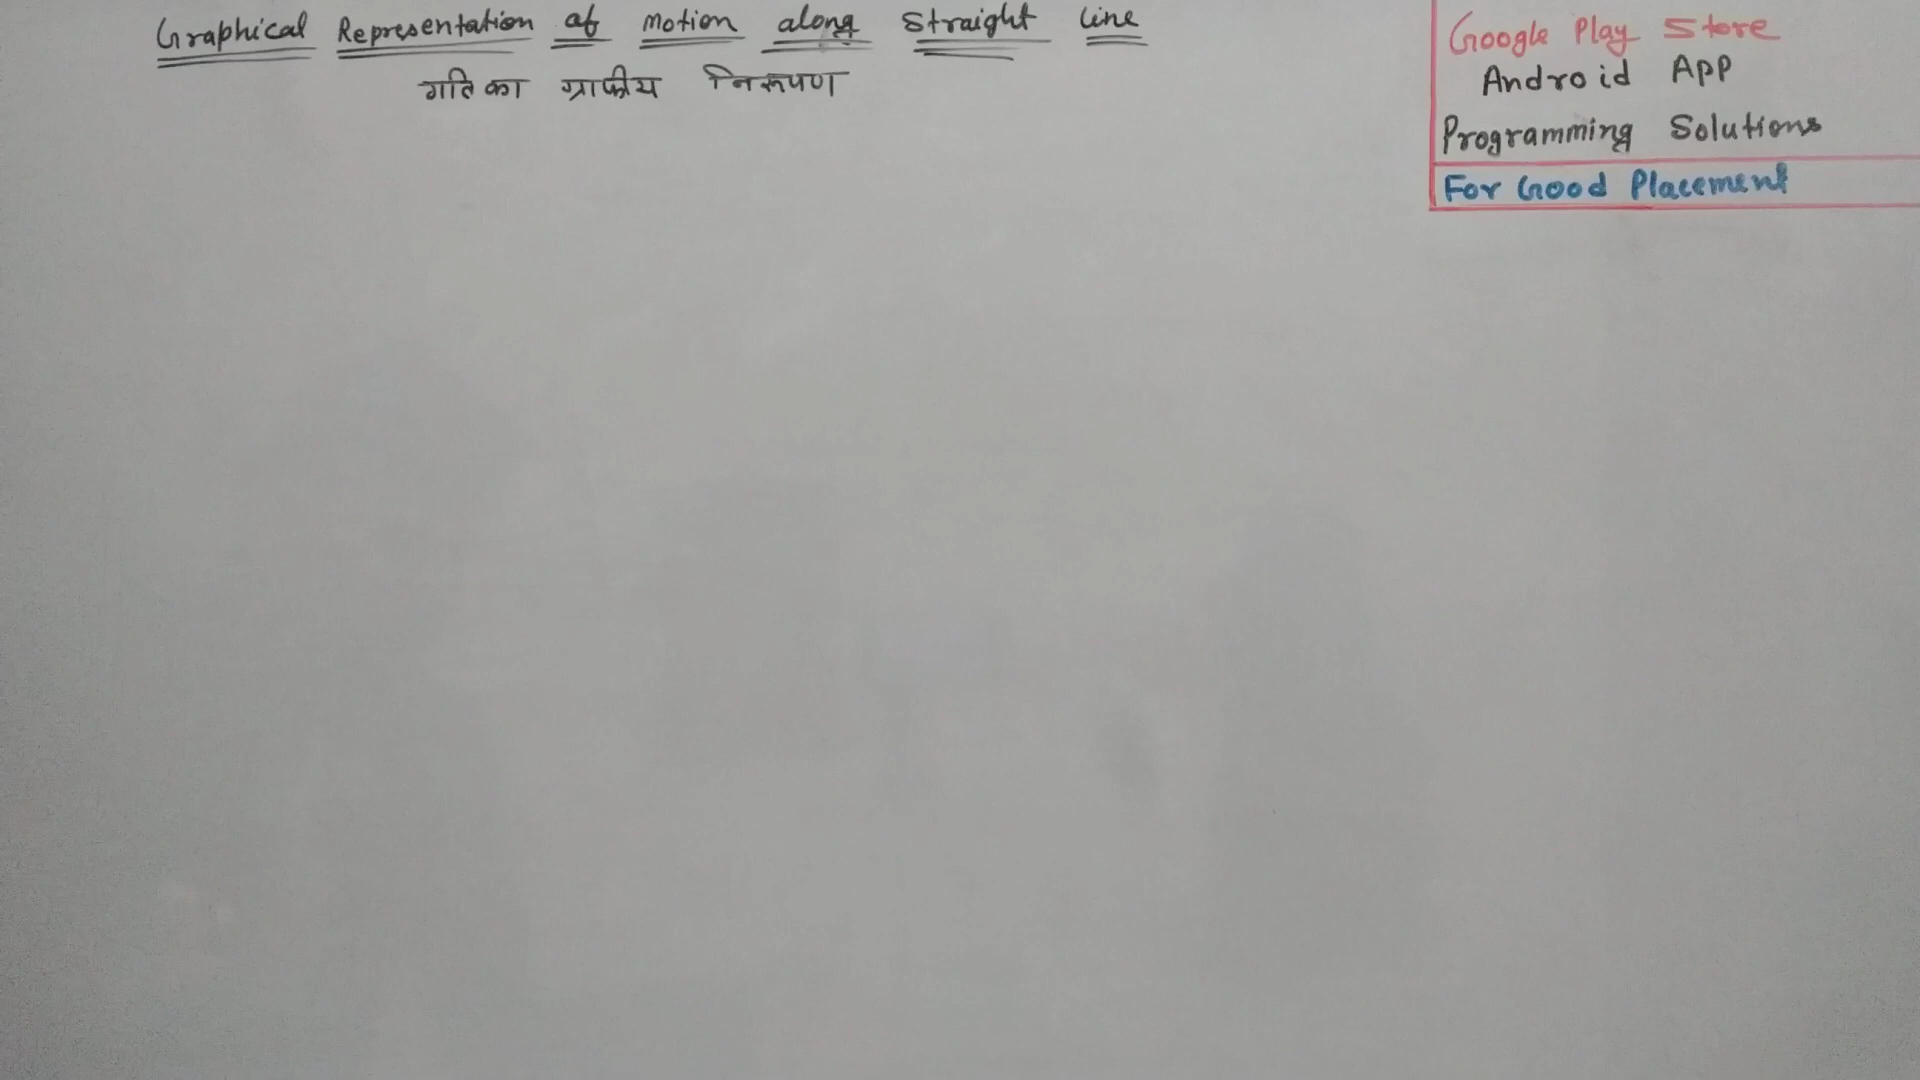 Graphical Representation of motion along Straight line
गति का ग्राफीय निरूपण
Google Play Store
Android App
Programming Solutions
For Good Placement